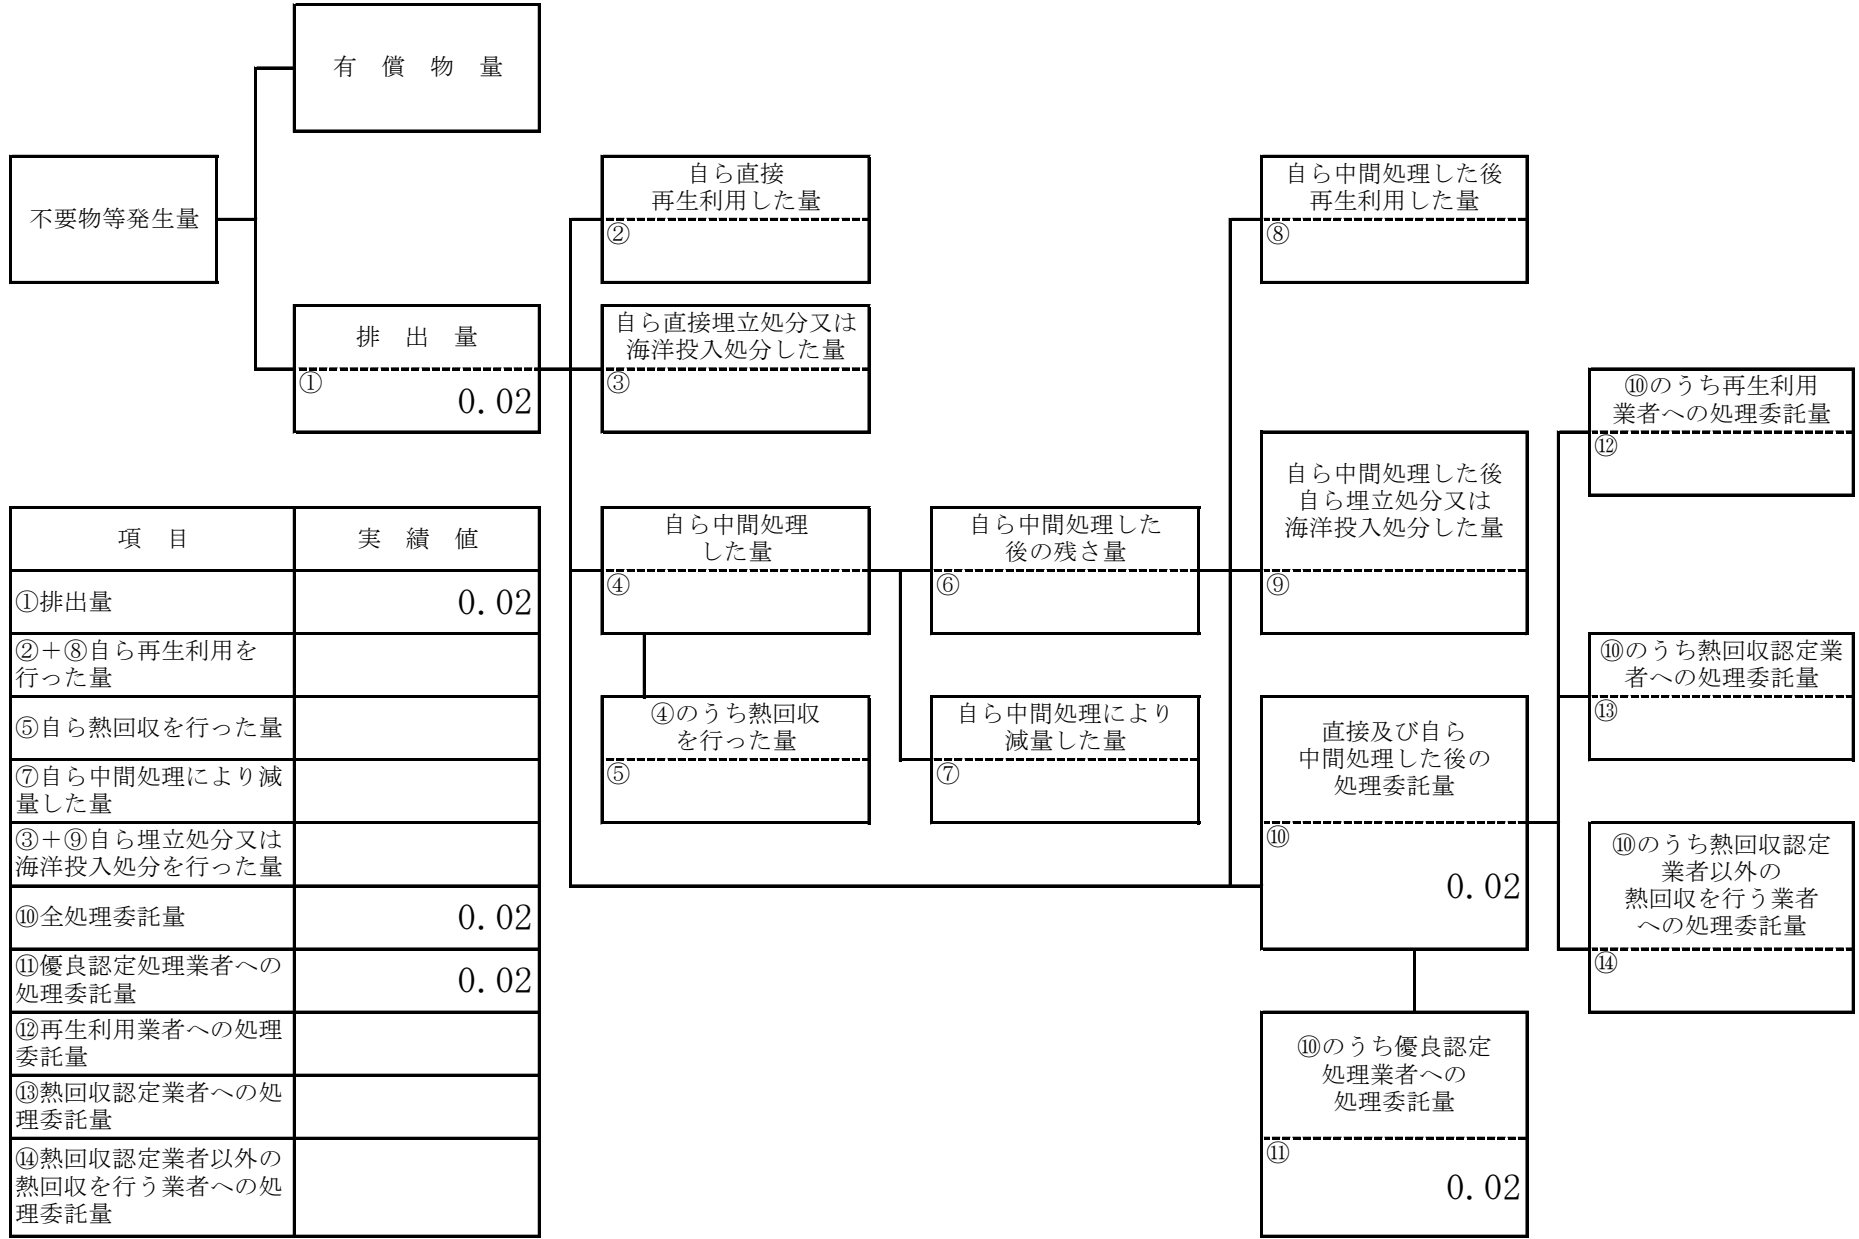 有　償　物　量
不要物等発生量
排　出　量
①
0.02
自ら直接
再生利用した量
②
自ら直接埋立処分又は
海洋投入処分した量
③
自ら中間処理
した量
④
④のうち熱回収
を行った量
⑤
自ら中間処理した
後の残さ量
⑥
自ら中間処理により
減量した量
⑦
自ら中間処理した後
再生利用した量
⑧
自ら中間処理した後
自ら埋立処分又は
海洋投入処分した量
⑨
直接及び自ら
中間処理した後の
処理委託量
⑩
0.02
⑩のうち優良認定
処理業者への
処理委託量
⑪
0.02
⑩のうち再生利用
業者への処理委託量
⑫
⑩のうち熱回収認定業
者への処理委託量
⑬
⑩のうち熱回収認定
業者以外の
熱回収を行う業者
への処理委託量
⑭
項　目　実　績　値
①排出量　0.02
②＋⑧自ら再生利用を
行った量
⑤自ら熱回収を行った量
⑦自ら中間処理により減
量した量
③＋⑨自ら埋立処分又は
海洋投入処分を行った量
⑩全処理委託量　0.02
⑪優良認定処理業者への
処理委託量　0.02
⑫再生利用業者への処理
委託量
⑬熱回収認定業者への処
理委託量
⑭熱回収認定業者以外の
熱回収を行う業者への処
理委託量